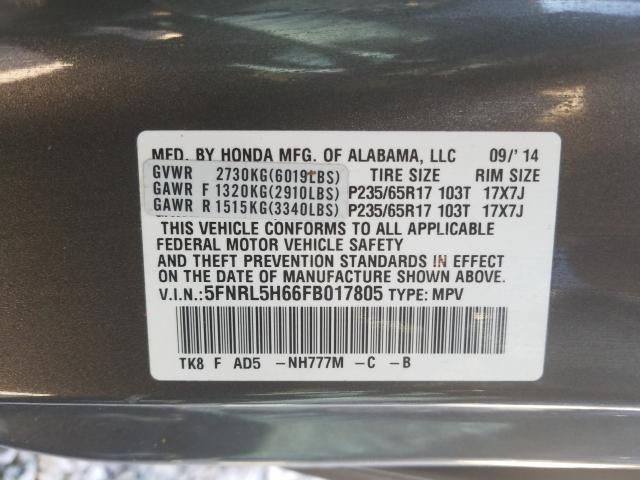 MFD. BY HONDA MFG. OF ALABAMA, LLC 09/'14
GVWR 2730KG(6019LBS) TIRE SIZE RIM SIZE
GAWR F 1320KG(2910LBS) P235/65R17 103T 17X7J
GAWR R 1515KG(3340LBS) P235/65R17 103T 17X7J
THIS VEHICLE CONFORMS TO ALL APPLICABLE
FEDERAL MOTOR VEHICLE SAFETY
AND THEFT PREVENTION STANDARDS IN EFFECT
ON THE DATE OF MANUFACTURE SHOWN ABOVE.
V.I.N.:5FNRL5H66FB017805 TYPE: MPV
TK8 F AD5 -NH777M -C -B